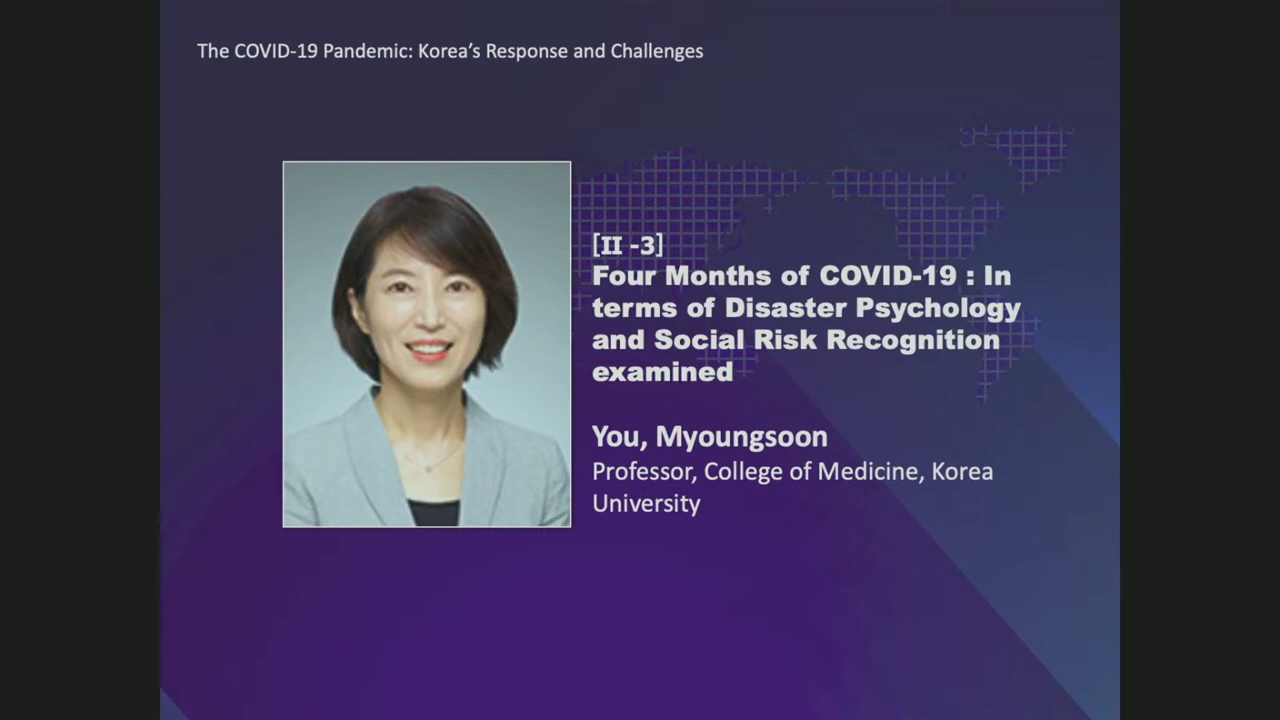 The COVID-19 Pandemic: Korea's Response and Challenges
[II -3]
Four Months of COVID-19 : In
terms of Disaster Psychology
and Social Risk Recognition
examined
You, Myoungsoon
Professor, College of Medicine, Korea
University